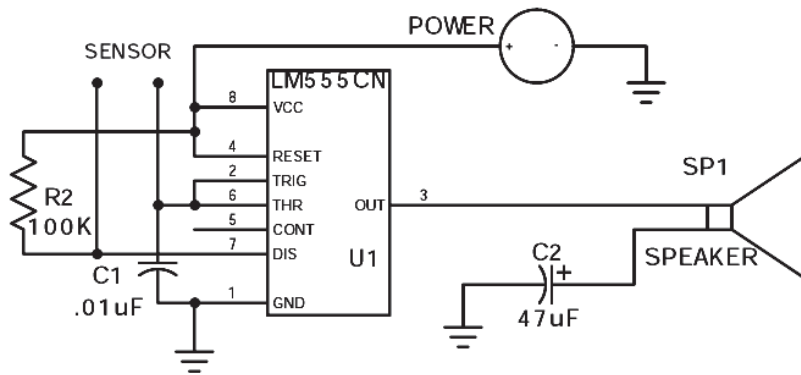 POWER
+ -
SENSOR
LM555CN
8 VCC
4 RESET
2 TRIG
6 THR
5 CONT
7 DIS
1 GND
OUT 3
U1
R2
100K
C1
.01uF
SP1
SPEAKER
C2
+
47uF